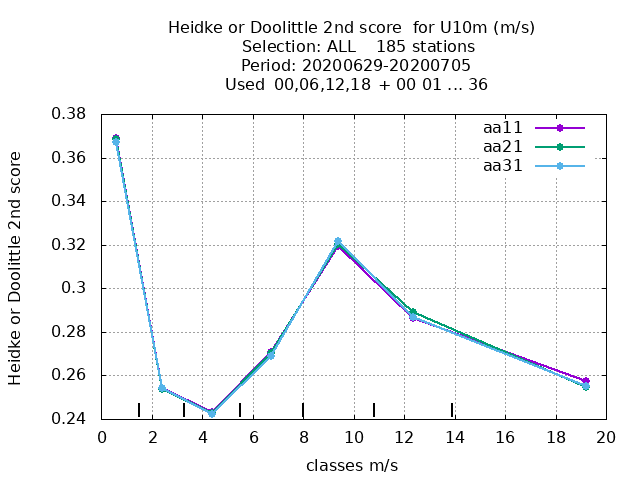 Heidke or Doolittle 2nd score  for U10m (m/s)
Selection: ALL    185 stations
Period: 20200629-20200705
Used  00,06,12,18 + 00 01 ... 36
Heidke or Doolittle 2nd score
0.38
0.36
0.34
0.32
0.3
0.28
0.26
0.24
aa11
aa21
aa31
0 2 4 6 8 10 12 14 16 18 20
classes m/s